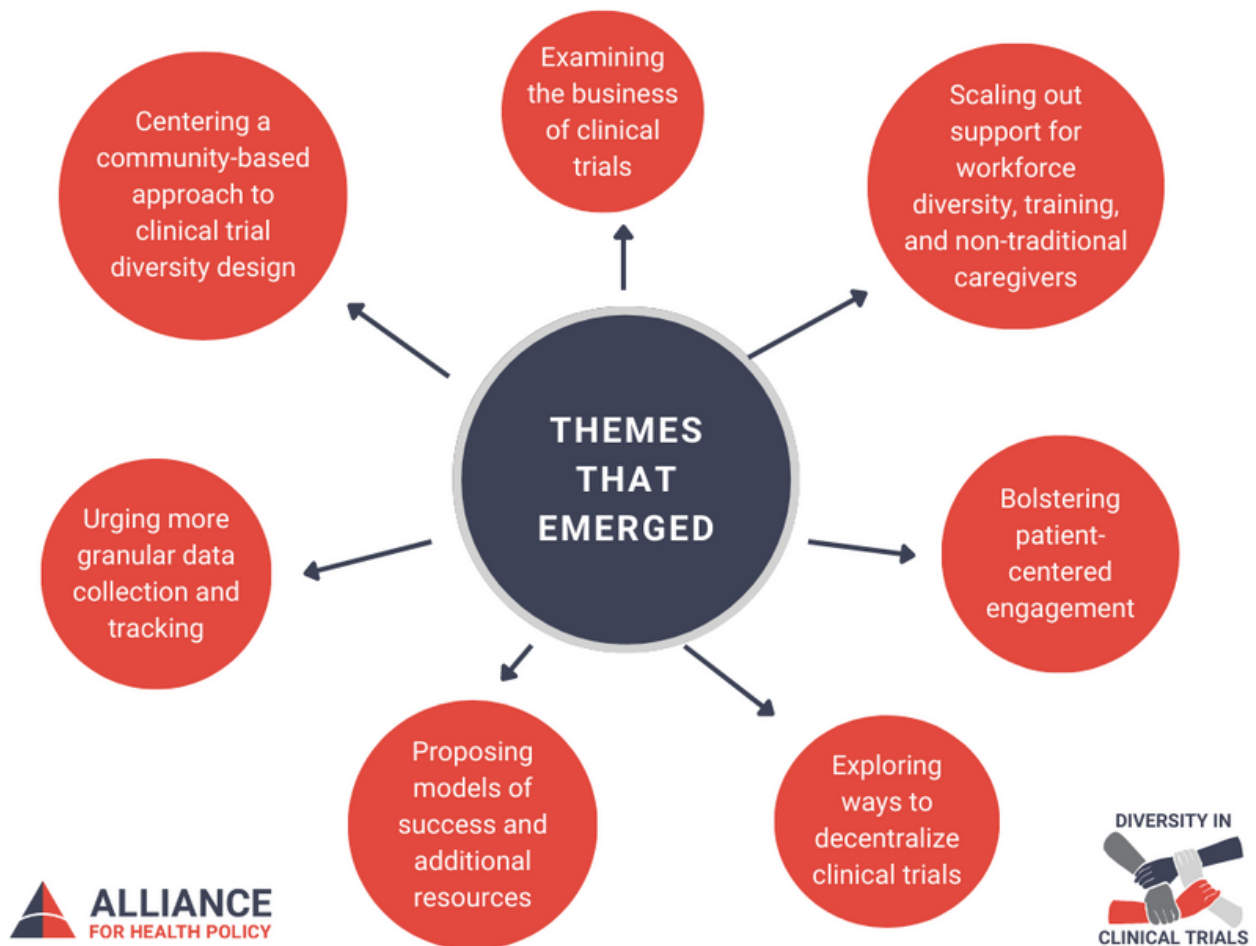 Examining
the business
of clinical
trials
Scaling out
support for
workforce
diversity, training,
and non-traditional
caregivers
Centering a
community-based
approach to
clinical trial
diversity design
THEMES
THAT
EMERGED
Bolstering
patient-
centered
engagement
Urging more
granular data
collection and
tracking
Proposing
models of
success and
additional
resources
Exploring
ways to
decentralize
clinical trials
ALLIANCE
FOR HEALTH POLICY
DIVERSITY IN
CLINICAL TRIALS